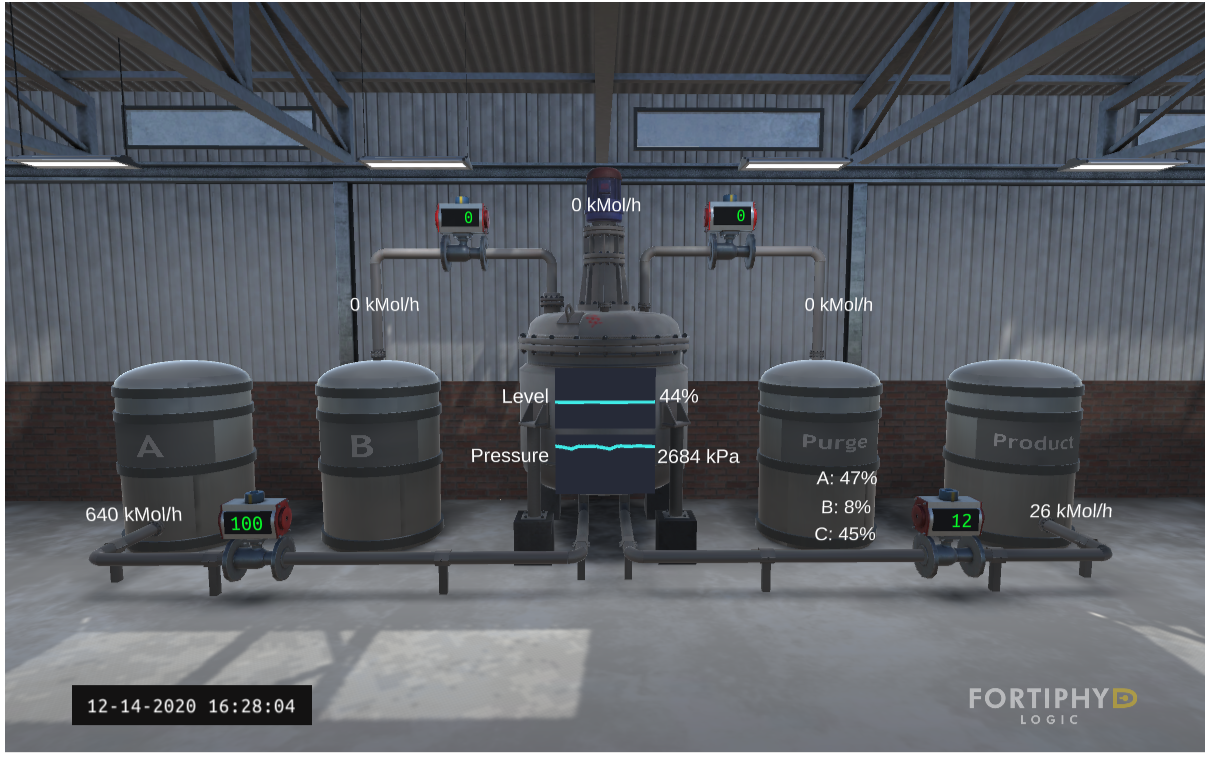 0 kMol/h
0
0
0 kMol/h
0 kMol/h
Level 44%
Pressure 2684 kPa
A
B
Purge
Product
A: 47%
B: 8%
C: 45%
640 kMol/h
100
12
26 kMol/h
12-14-2020 16:28:04
FORTIPHYD
LOGIC